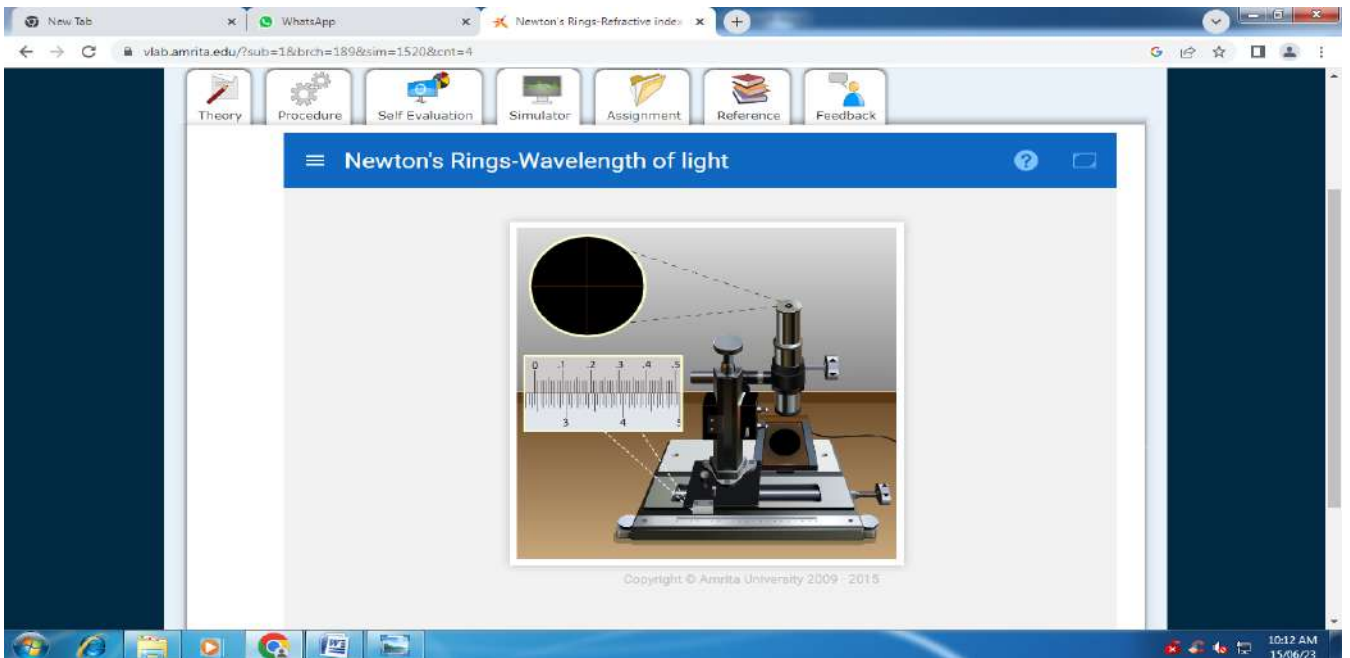 New Tab
WhatsApp
Newton's Rings-Refractive index
vlab.amrita.edu/?sub=1&brch=189&sim=1520&cnt=4
Theory Procedure Self Evaluation Simulator Assignment Reference Feedback
Newton's Rings-Wavelength of light ?
0 .1 .2 .3 .4 .5
3 4 5
Copyright © Amrita University 2009 - 2015
10:12 AM
15/06/23